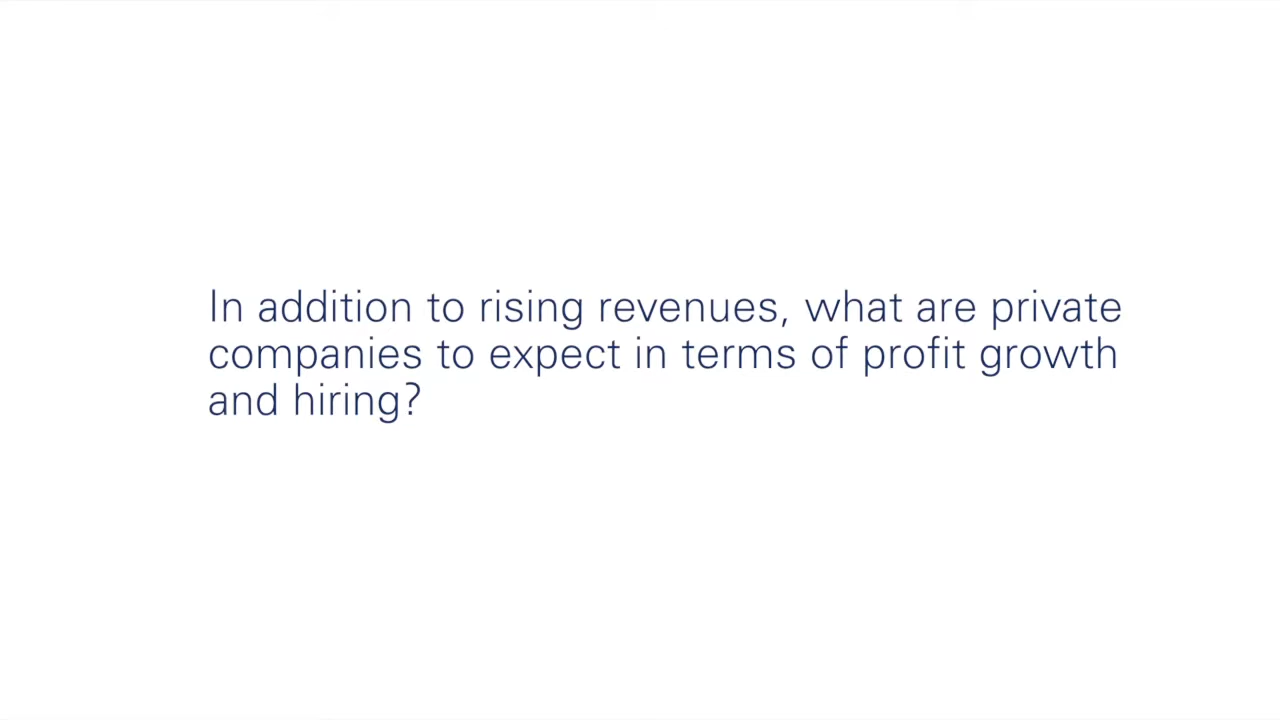 In addition to rising revenues, what are private
companies to expect in terms of profit growth
and hiring?